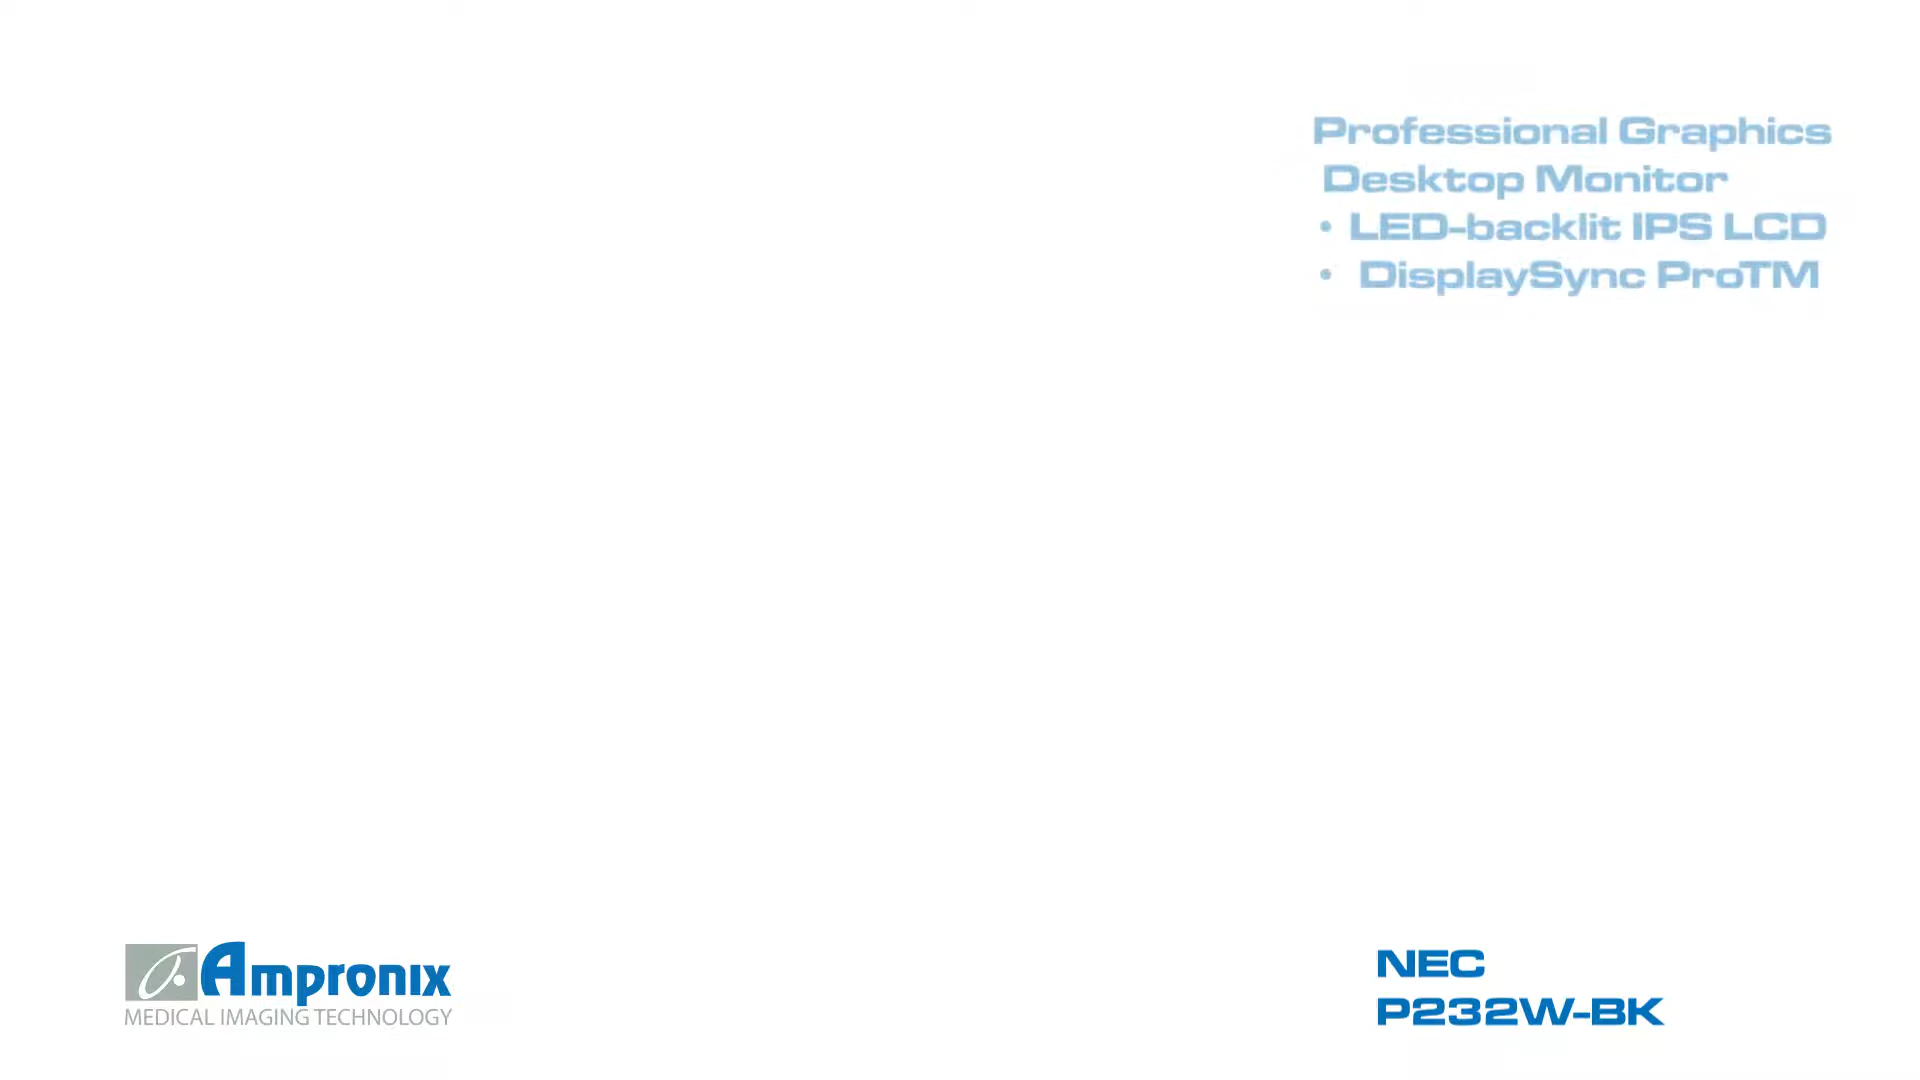 Professional Graphics
Desktop Monitor
• LED-backlit IPS LCD
• DisplaySync ProTM
Ampronix
MEDICAL IMAGING TECHNOLOGY
NEC
P232W-BK